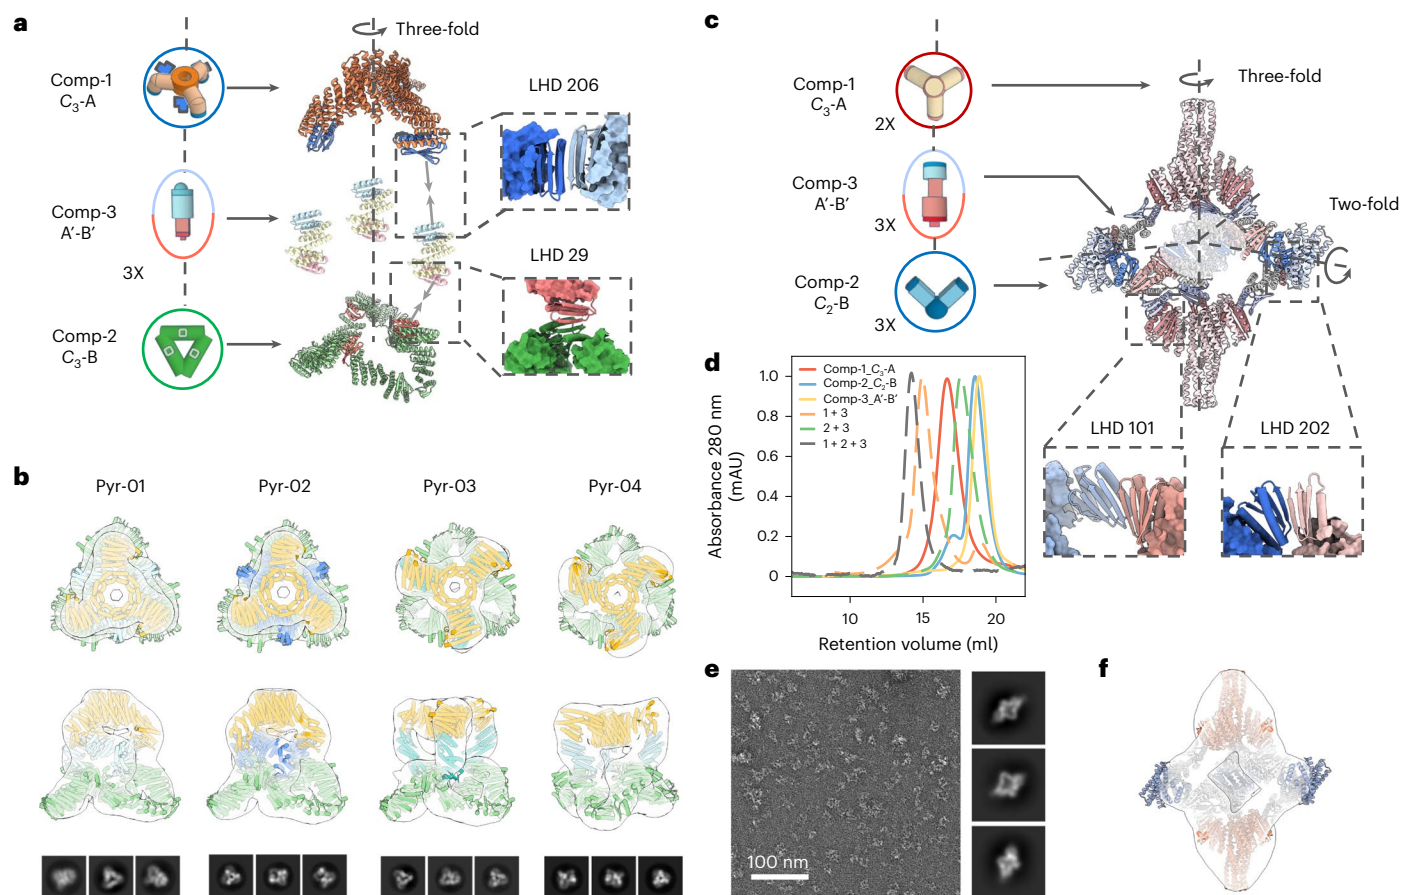 a
Three-fold
Comp-1
C3-A
LHD 206
Comp-3
A′-B′
3X
LHD 29
Comp-2
C3-B
b
Pyr-01
Pyr-02
Pyr-03
Pyr-04
c
Comp-1
C3-A
2X
Three-fold
Comp-3
A′-B′
3X
Two-fold
Comp-2
C2-B
3X
LHD 101
LHD 202
d
Absorbance 280 nm
(mAU)
1.0
0.8
0.6
0.4
0.2
0
Comp-1_C3-A
Comp-2_C2-B
Comp-3_A′-B′
1 + 3
2 + 3
1 + 2 + 3
10
15
20
Retention volume (ml)
e
100 nm
f